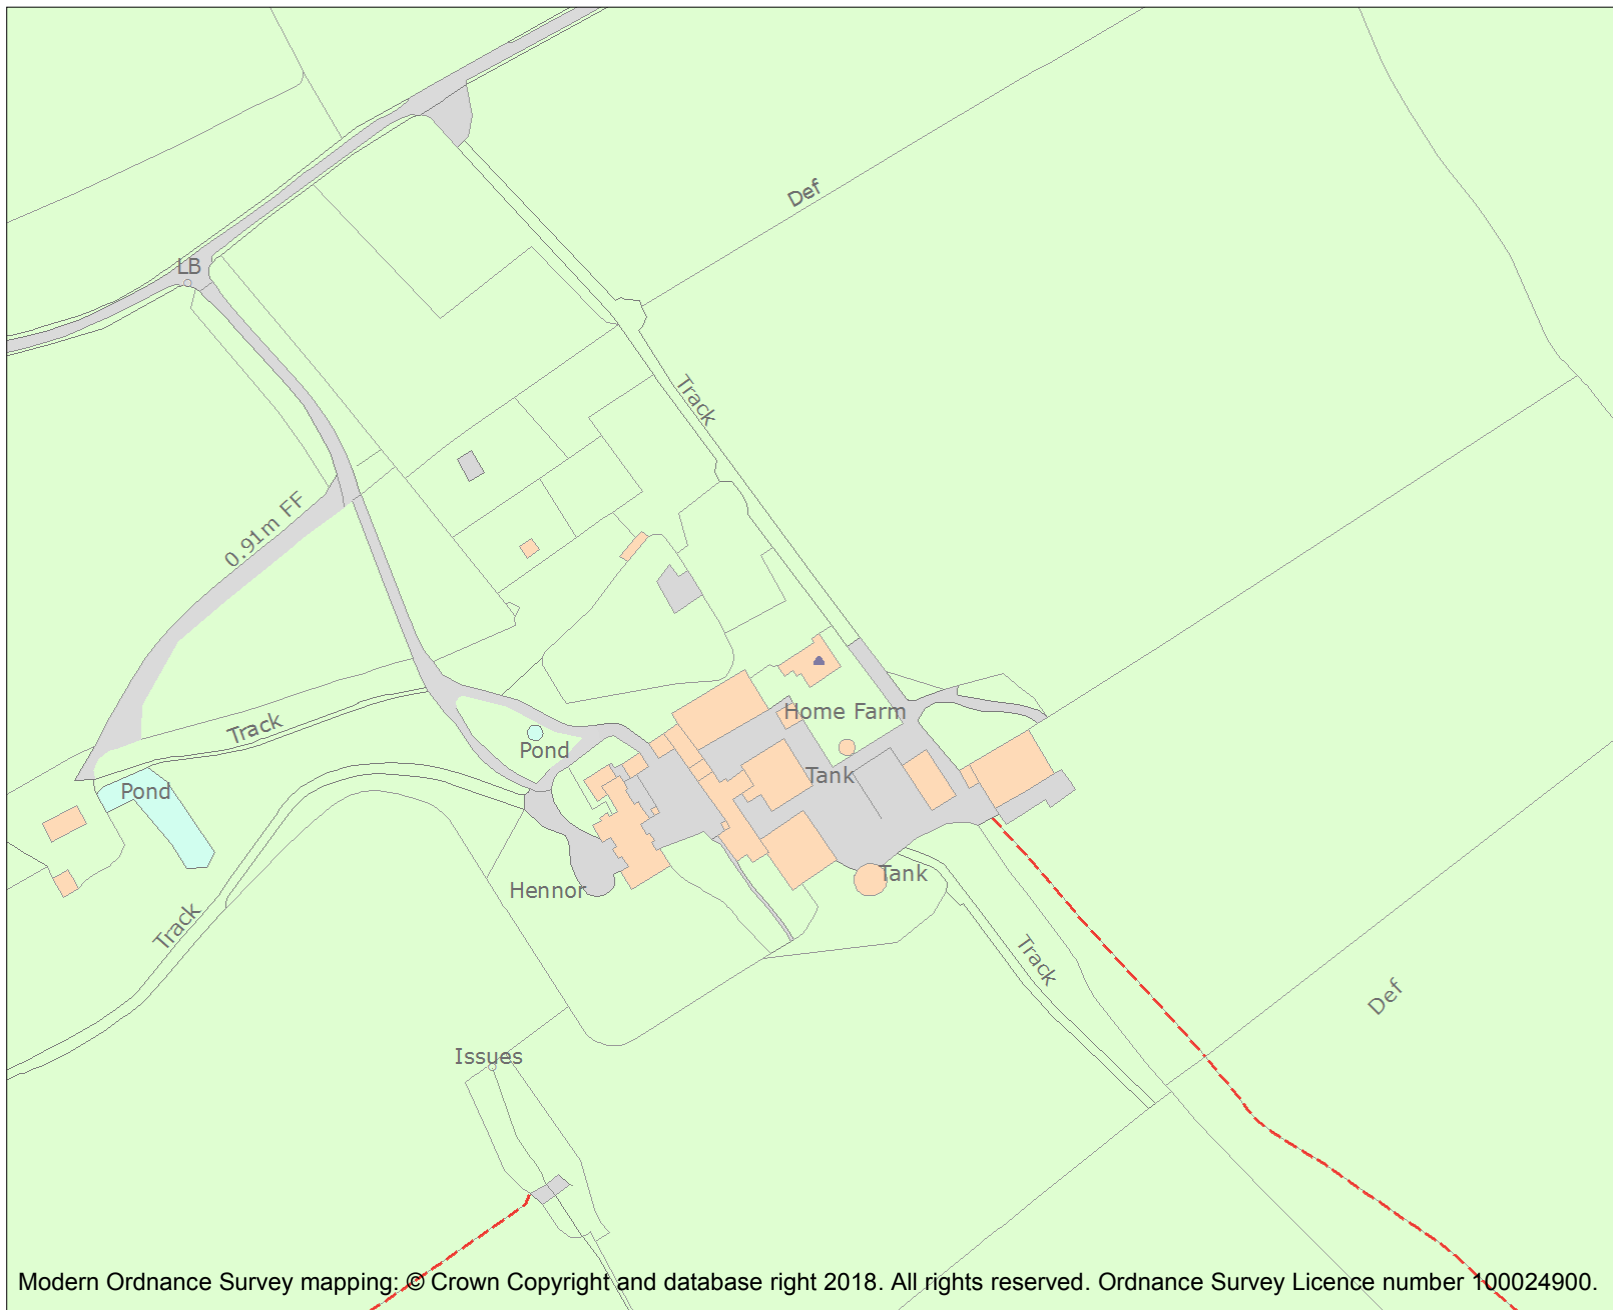 Def
LB
Track
0.91m FF
Home Farm
Track
Pond
Tank
Pond
Tank
Hennor
Track
Track
Def
Issues
Modern Ordnance Survey mapping: © Crown Copyright and database right 2018. All rights reserved. Ordnance Survey Licence number 100024900.